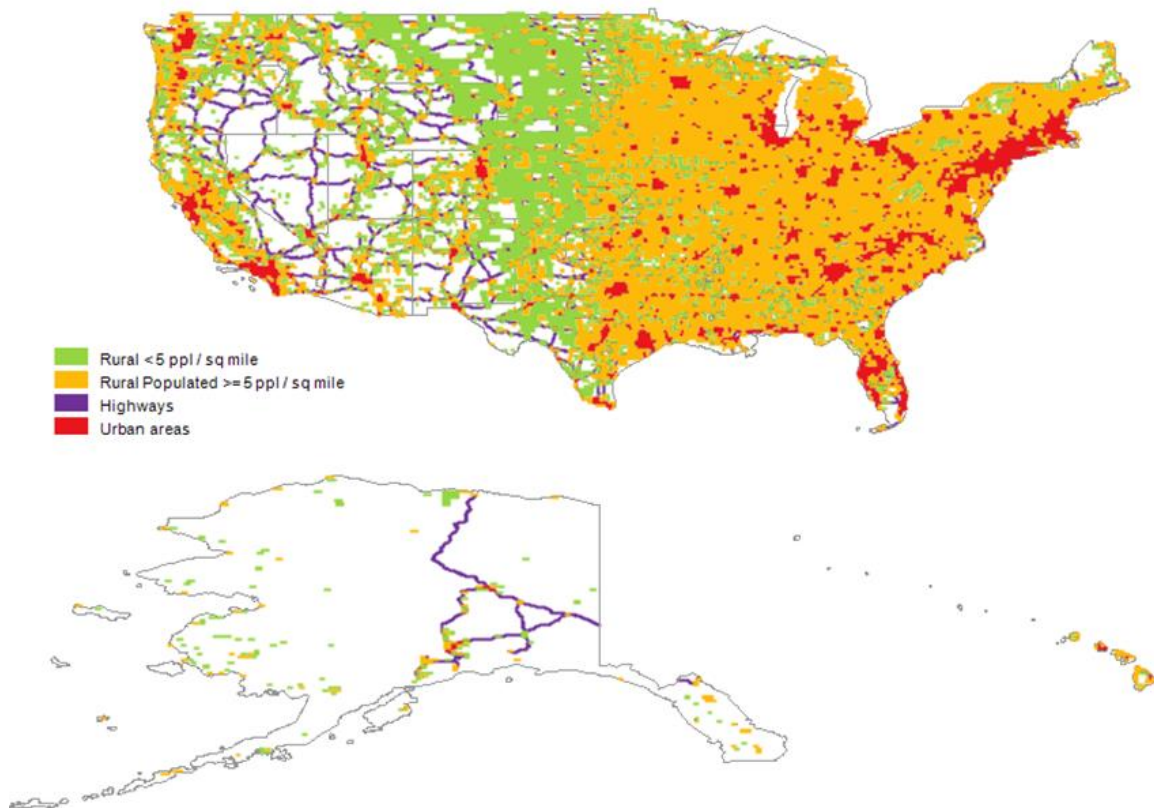 Rural <5 ppl / sq mile
Rural Populated >= 5 ppl / sq mile
Highways
Urban areas